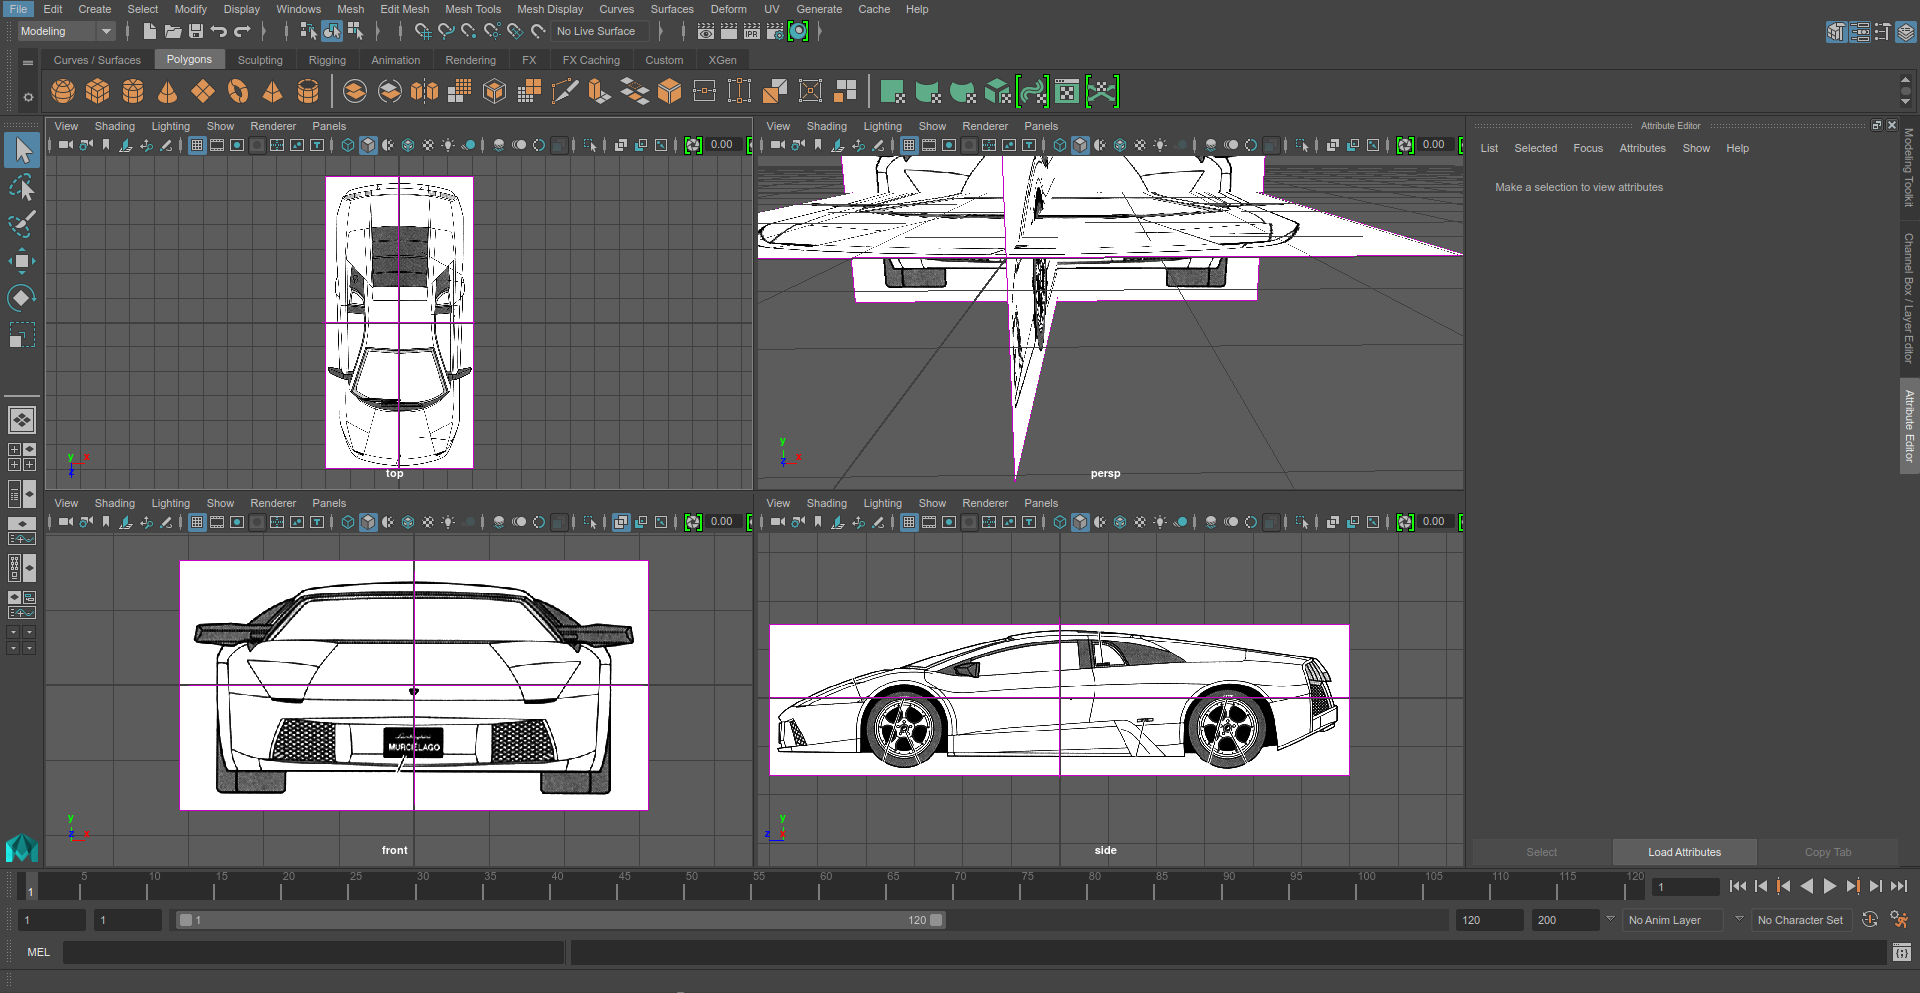 File Edit Create Select Modify Display Windows Mesh Edit Mesh Mesh Tools Mesh Display Curves Surfaces Deform UV Generate Cache Help
Modeling No Live Surface IPR
Curves / Surfaces Polygons Sculpting Rigging Animation Rendering FX FX Caching Custom XGen
View Shading Lighting Show Renderer Panels
0.00
y x
z
top
View Shading Lighting Show Renderer Panels
0.00
y x
z
persp
View Shading Lighting Show Renderer Panels
0.00
MURCIELAGO
y
z x
front
View Shading Lighting Show Renderer Panels
0.00
y
z x
side
Attribute Editor
List Selected Focus Attributes Show Help
Make a selection to view attributes
Select Load Attributes Copy Tab
Modeling Toolkit
Channel Box / Layer Editor
Attribute Editor
1 5 10 15 20 25 30 35 40 45 50 55 60 65 70 75 80 85 90 95 100 105 110 115 120 1
1 1 1 120 120 200 No Anim Layer No Character Set
MEL